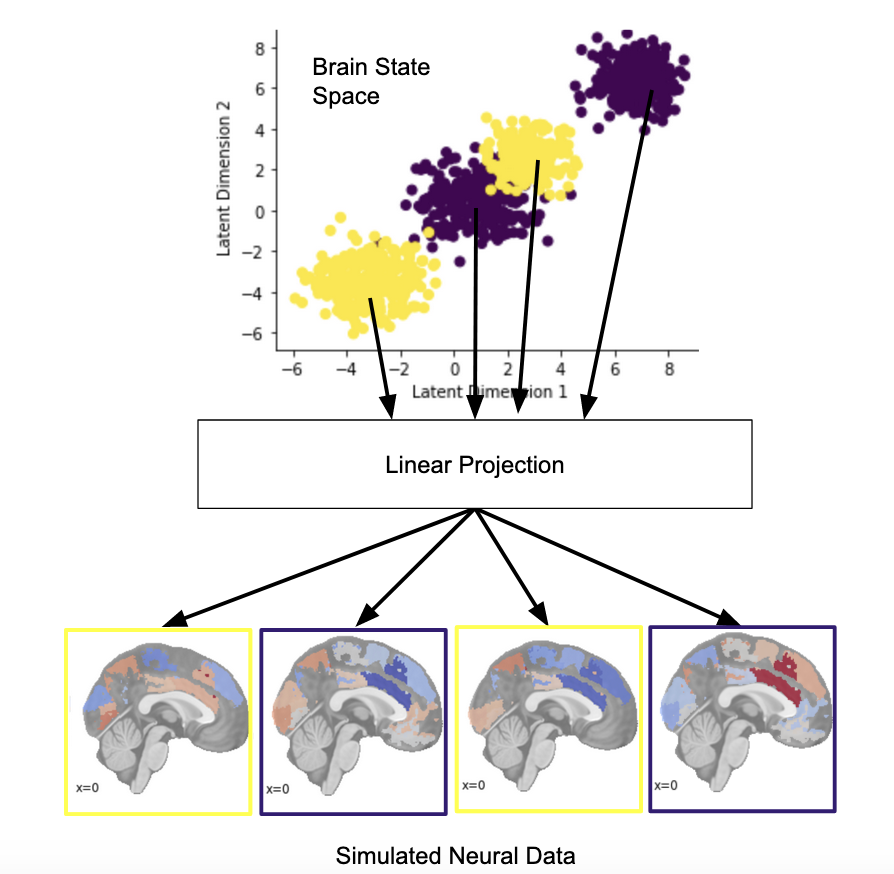 Brain State
Space
Latent Dimension 2
8
6
4
2
0
−2
−4
−6
−6
−4
−2
0
2
4
6
8
Latent Dimension 1
Linear Projection
x=0
x=0
x=0
x=0
Simulated Neural Data